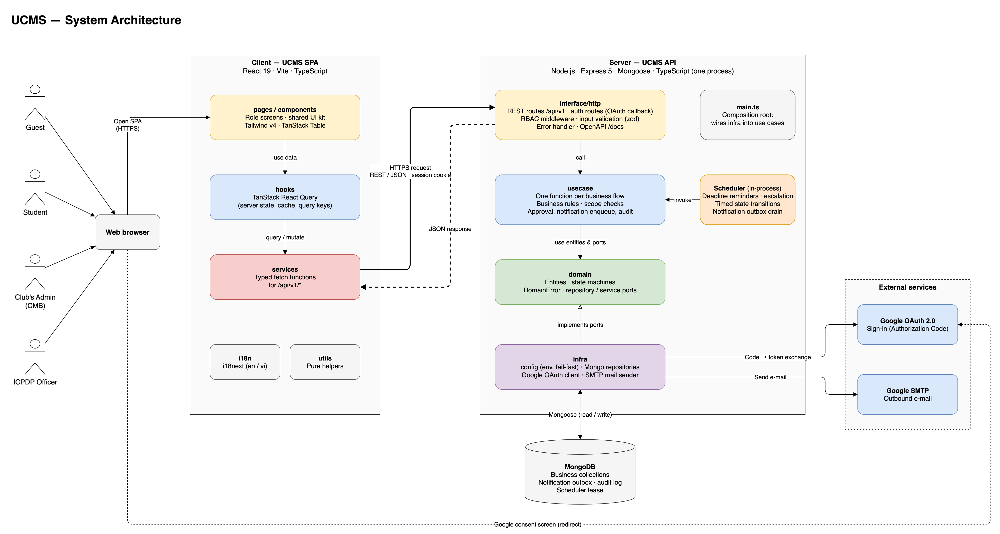 UCMS — System Architecture
Guest
Student
Club's Admin
(CMB)
ICPDP Officer
Web browser
Open SPA
(HTTPS)
Client — UCMS SPA
React 19 · Vite · TypeScript
pages / components
Role screens · shared UI kit
Tailwind v4 · TanStack Table
use data
hooks
TanStack React Query
(server state, cache, query keys)
query / mutate
services
Typed fetch functions
for /api/v1/*
i18n
i18next (en / vi)
utils
Pure helpers
HTTPS request
REST / JSON · session cookie
JSON response
Server — UCMS API
Node.js · Express 5 · Mongoose · TypeScript (one process)
interface/http
REST routes /api/v1 · auth routes (OAuth callback)
RBAC middleware · input validation (zod)
Error handler · OpenAPI /docs
main.ts
Composition root:
wires infra into use cases
call
usecase
One function per business flow
Business rules · scope checks
Approval, notification enqueue, audit
invoke
Scheduler (in-process)
Deadline reminders · escalation
Timed state transitions
Notification outbox drain
use entities & ports
domain
Entities · state machines
DomainError · repository / service ports
implements ports
infra
config (env, fail-fast) · Mongo repositories
Google OAuth client · SMTP mail sender
Code → token exchange
Send e-mail
Mongoose (read / write)
MongoDB
Business collections
Notification outbox · audit log
Scheduler lease
External services
Google OAuth 2.0
Sign-in (Authorization Code)
Google SMTP
Outbound e-mail
Google consent screen (redirect)